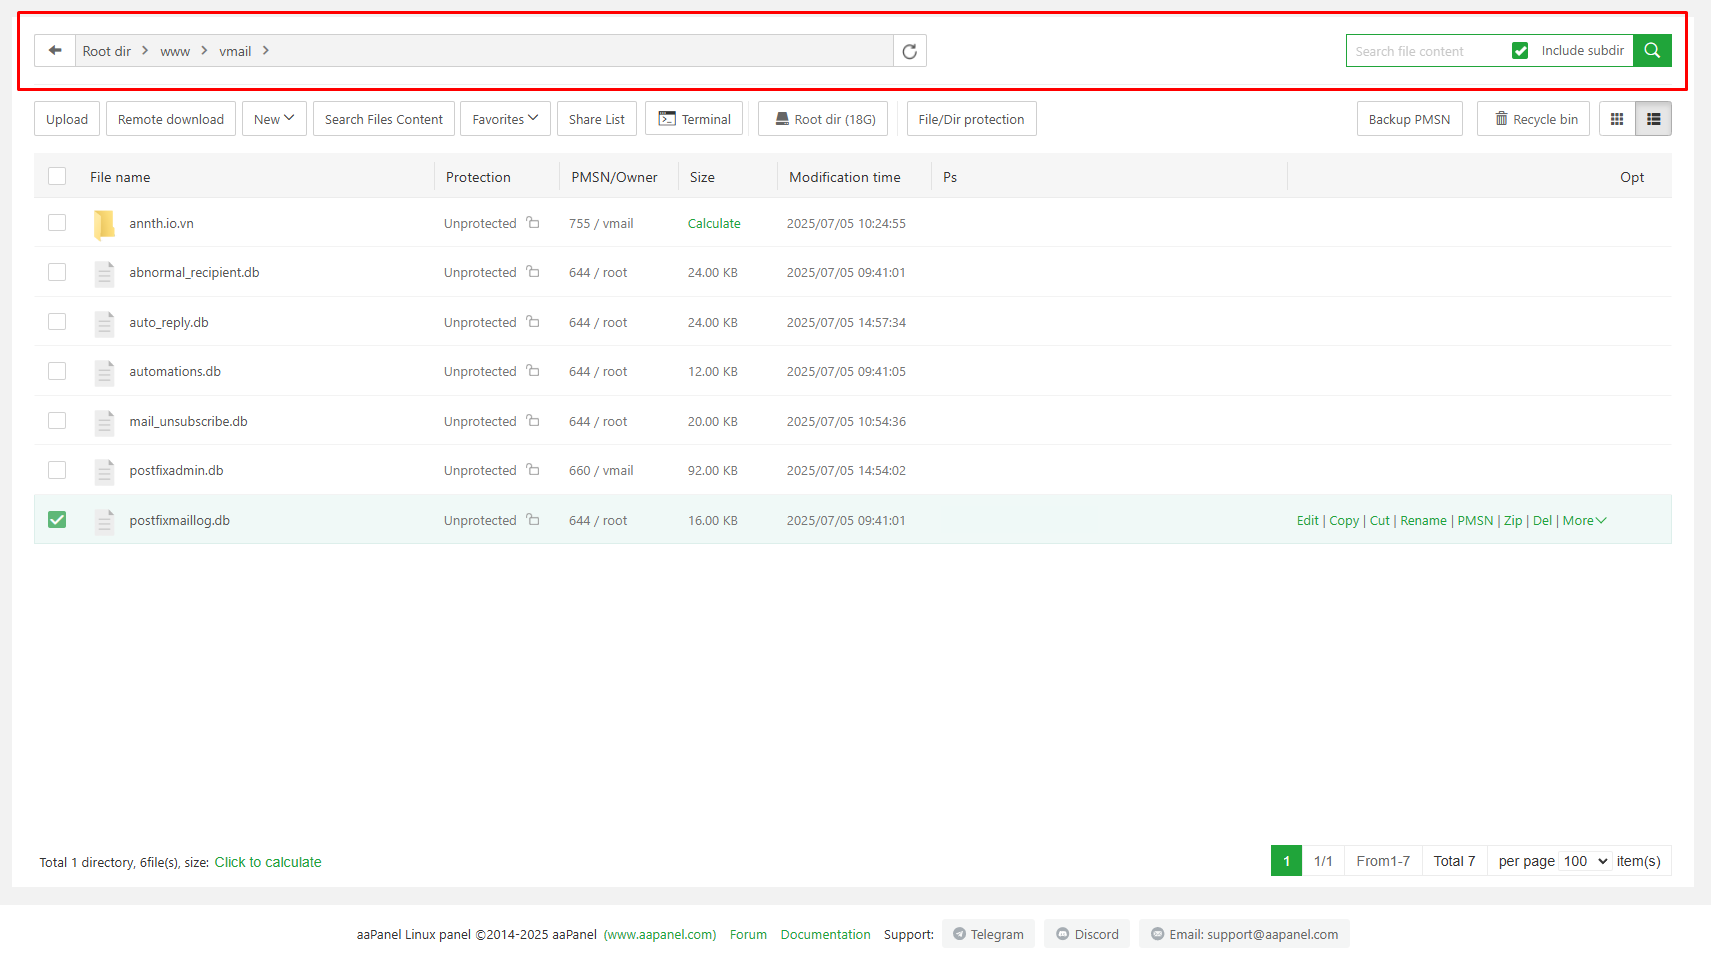 Root dir > www > vmail >
Search file content Include subdir
Upload Remote download New Search Files Content Favorites Share List Terminal Root dir (18G) File/Dir protection Backup PMSN Recycle bin
File name Protection PMSN/Owner Size Modification time Ps Opt
annth.io.vn Unprotected 755 / vmail Calculate 2025/07/05 10:24:55
abnormal_recipient.db Unprotected 644 / root 24.00 KB 2025/07/05 09:41:01
auto_reply.db Unprotected 644 / root 24.00 KB 2025/07/05 14:57:34
automations.db Unprotected 644 / root 12.00 KB 2025/07/05 09:41:05
mail_unsubscribe.db Unprotected 644 / root 20.00 KB 2025/07/05 10:54:36
postfixadmin.db Unprotected 660 / vmail 92.00 KB 2025/07/05 14:54:02
postfixmaillog.db Unprotected 644 / root 16.00 KB 2025/07/05 09:41:01 Edit | Copy | Cut | Rename | PMSN | Zip | Del | More
Total 1 directory, 6file(s), size: Click to calculate 1 1/1 From1-7 Total 7 per page 100 item(s)
aaPanel Linux panel ©2014-2025 aaPanel (www.aapanel.com) Forum Documentation Support: Telegram Discord Email: support@aapanel.com